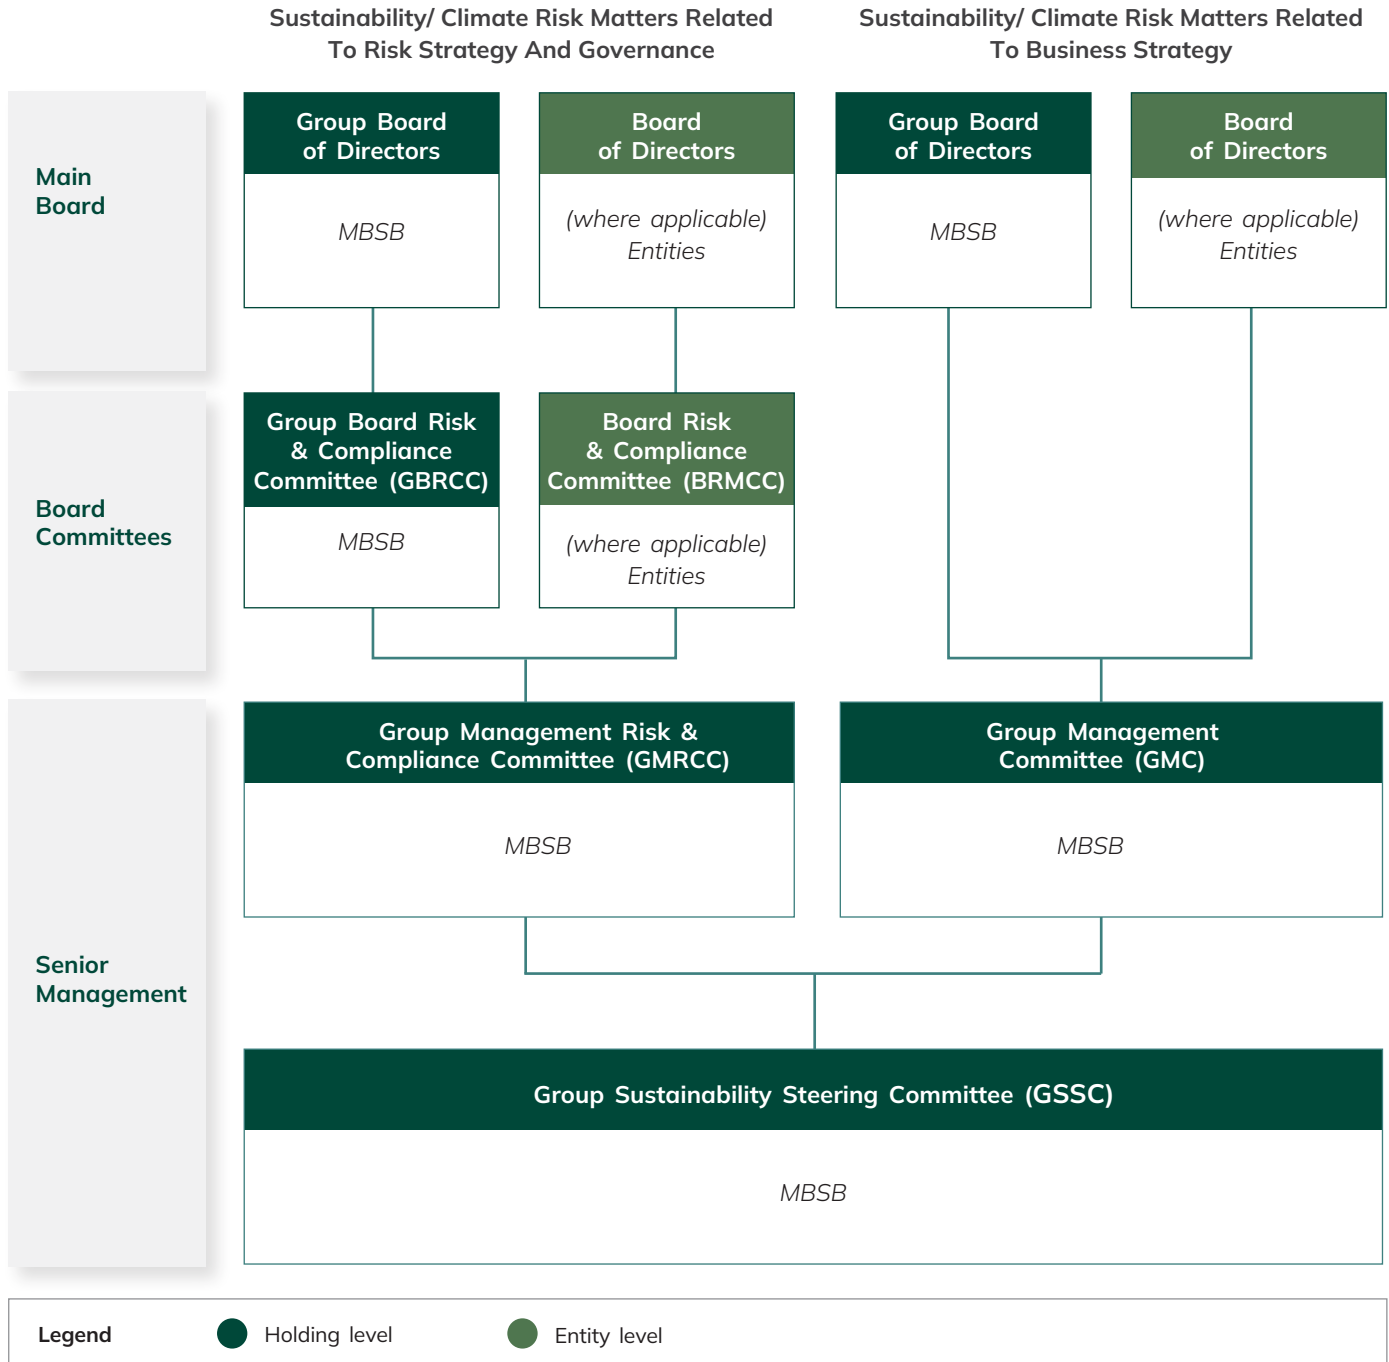 Sustainability/ Climate Risk Matters Related
To Risk Strategy And Governance
Sustainability/ Climate Risk Matters Related
To Business Strategy
Main
Board
Group Board
of Directors
MBSB
Board
of Directors
(where applicable)
Entities
Group Board
of Directors
MBSB
Board
of Directors
(where applicable)
Entities
Board
Committees
Group Board Risk
& Compliance
Committee (GBRCC)
MBSB
Board Risk
& Compliance
Committee (BRMCC)
(where applicable)
Entities
Senior
Management
Group Management Risk &
Compliance Committee (GMRCC)
MBSB
Group Management
Committee (GMC)
MBSB
Group Sustainability Steering Committee (GSSC)
MBSB
Legend
Holding level
Entity level